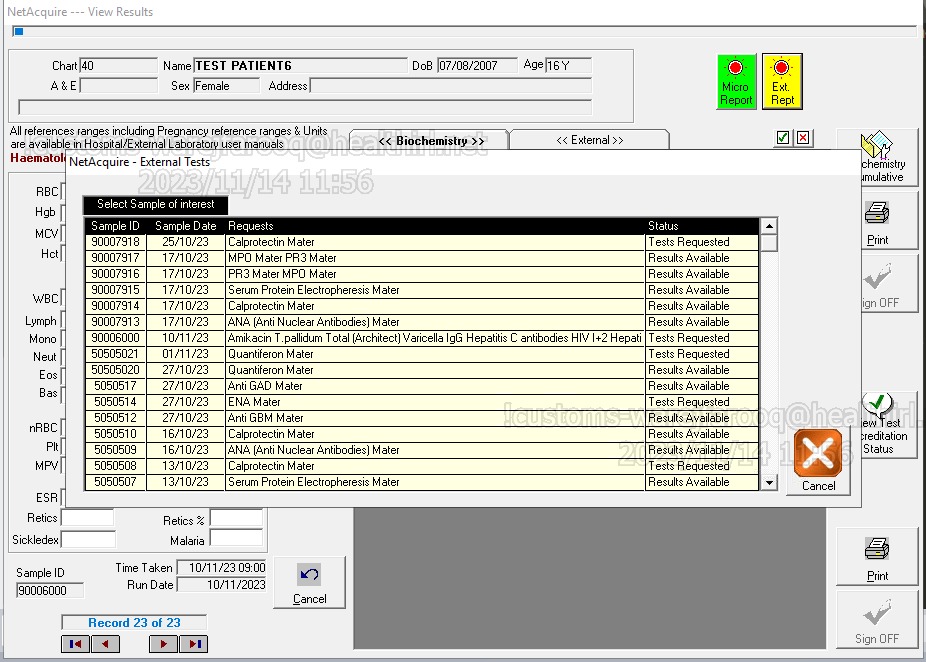 NetAcquire --- View Results
Chart 40 Name TEST PATIENT6 DoB 07/08/2007 Age 16 Y
A & E Sex Female Address
Micro Report
Ext. Rept
All references ranges including Pregnancy reference ranges & Units
are available in Hospital/External Laboratory user manuals
<< Biochemistry >> << External >>
Haematolo
NetAcquire - External Tests
2023/11/14 11:56
Select Sample of interest
Sample ID Sample Date Requests Status
90007918 25/10/23 Calprotectin Mater Tests Requested
90007917 17/10/23 MPO Mater PR3 Mater Results Available
90007916 17/10/23 PR3 Mater MPO Mater Results Available
90007915 17/10/23 Serum Protein Electropheresis Mater Results Available
90007914 17/10/23 Calprotectin Mater Results Available
90007913 17/10/23 ANA (Anti Nuclear Antibodies) Mater Results Available
90006000 10/11/23 Amikacin T.pallidum Total (Architect) Varicella IgG Hepatitis C antibodies HIV I+2 Hepati Tests Requested
50505021 01/11/23 Quantiferon Mater Tests Requested
50505020 27/10/23 Quantiferon Mater Results Available
5050517 27/10/23 Anti GAD Mater Results Available
5050514 27/10/23 ENA Mater Tests Requested
5050512 27/10/23 Anti GBM Mater Results Available
5050510 16/10/23 Calprotectin Mater Results Available
5050509 16/10/23 ANA (Anti Nuclear Antibodies) Mater Results Available
5050508 13/10/23 Calprotectin Mater Tests Requested
5050507 13/10/23 Serum Protein Electropheresis Mater Results Available
Cancel
RBC
Hgb
MCV
Hct
WBC
Lymph
Mono
Neut
Eos
Bas
nRBC
Plt
MPV
ESR
Retics Retics %
Sickledex Malaria
chemistry
umulative
Print
ign OFF
ew Test
creditation
Status
Print
Sign OFF
Sample ID
90006000
Time Taken 10/11/23 09:00
Run Date 10/11/2023
Cancel
Record 23 of 23